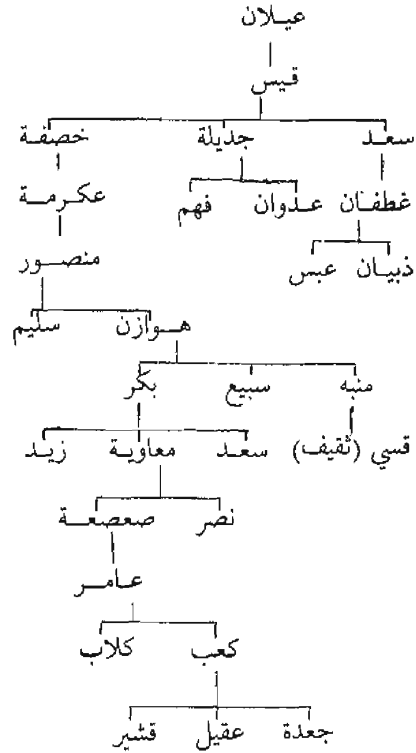 عيلان
قيس
سعد جديلة خصفة
غطفان عدوان فهم عكرمة
ذبيان عبس منصور
هوازن سليم
منبه سبيع بكر
قسي (ثقيف) سعد معاوية زيد
نصر صعصعة
عامر
كعب كلاب
جعدة عقيل قشير